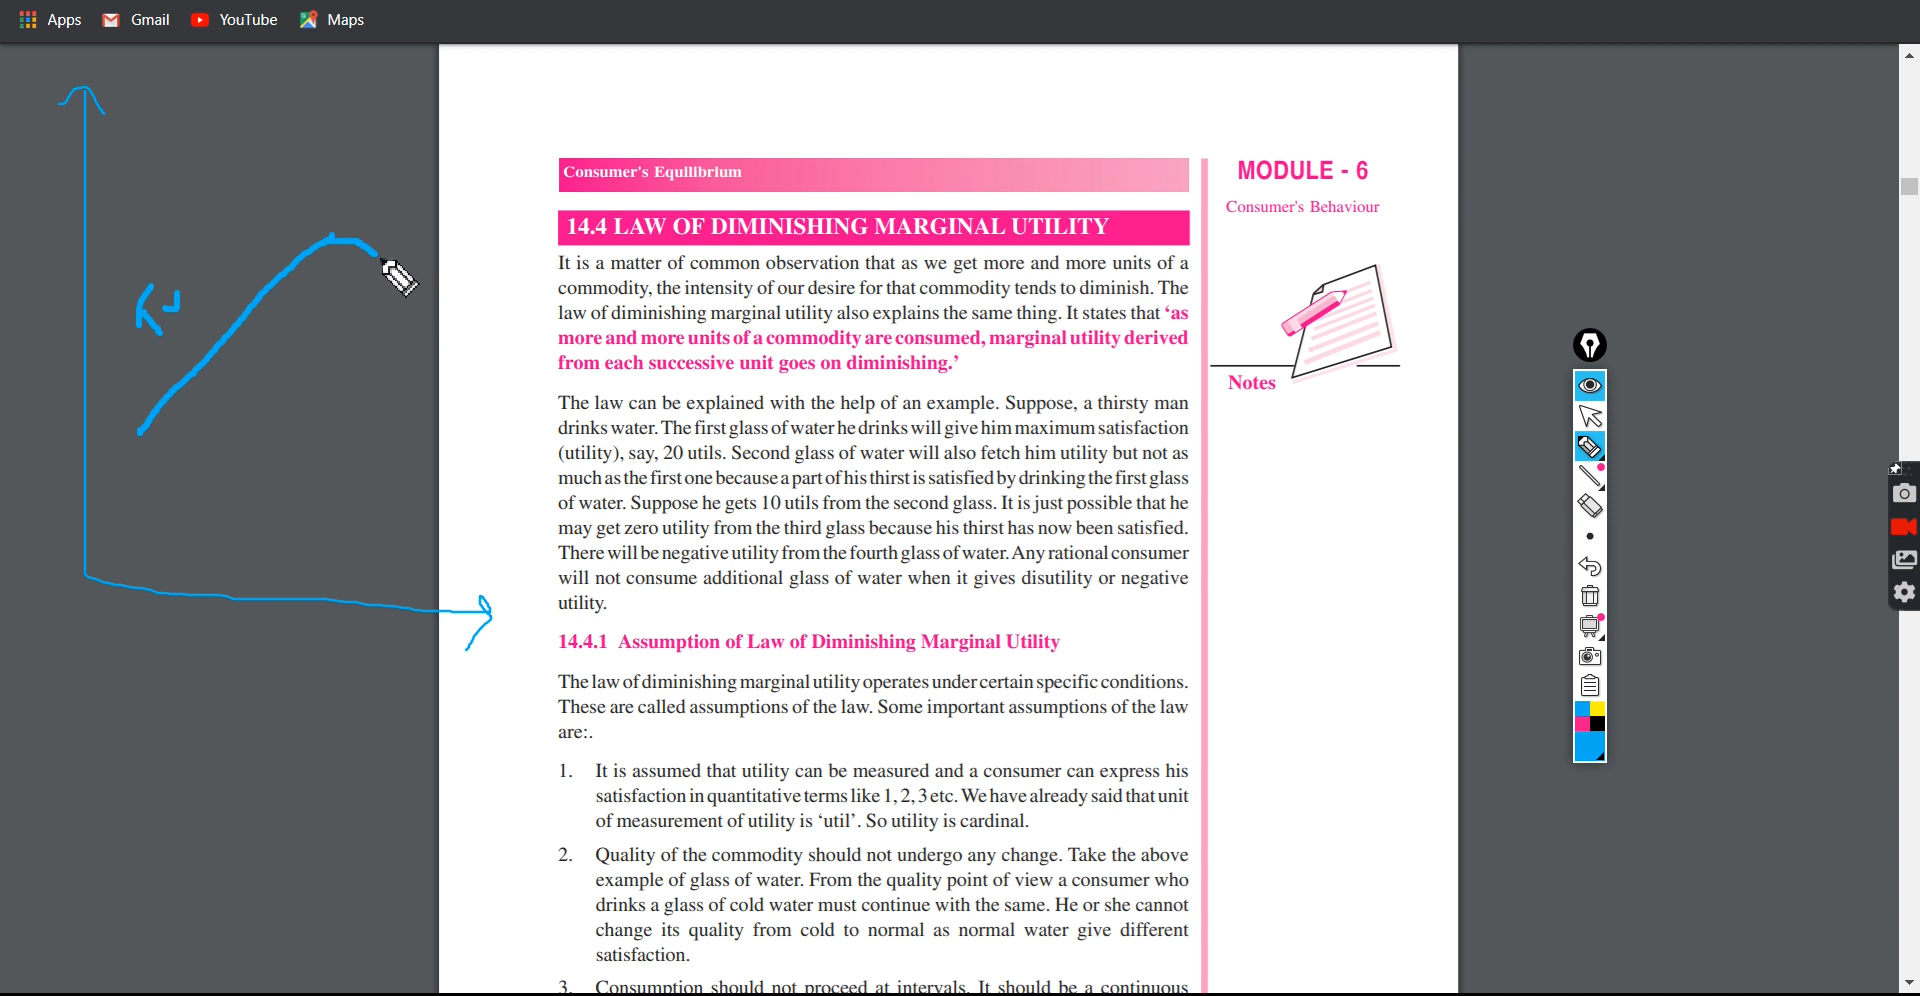 Apps Gmail YouTube Maps
Consumer's Equilibrium
MODULE - 6
Consumer's Behaviour
14.4 LAW OF DIMINISHING MARGINAL UTILITY
It is a matter of common observation that as we get more and more units of a
commodity, the intensity of our desire for that commodity tends to diminish. The
law of diminishing marginal utility also explains the same thing. It states that ‘as
more and more units of a commodity are consumed, marginal utility derived
from each successive unit goes on diminishing.’
Notes
The law can be explained with the help of an example. Suppose, a thirsty man
drinks water. The first glass of water he drinks will give him maximum satisfaction
(utility), say, 20 utils. Second glass of water will also fetch him utility but not as
much as the first one because a part of his thirst is satisfied by drinking the first glass
of water. Suppose he gets 10 utils from the second glass. It is just possible that he
may get zero utility from the third glass because his thirst has now been satisfied.
There will be negative utility from the fourth glass of water. Any rational consumer
will not consume additional glass of water when it gives disutility or negative
utility.
14.4.1 Assumption of Law of Diminishing Marginal Utility
The law of diminishing marginal utility operates under certain specific conditions.
These are called assumptions of the law. Some important assumptions of the law
are:.
1. It is assumed that utility can be measured and a consumer can express his
satisfaction in quantitative terms like 1, 2, 3 etc. We have already said that unit
of measurement of utility is ‘util’. So utility is cardinal.
2. Quality of the commodity should not undergo any change. Take the above
example of glass of water. From the quality point of view a consumer who
drinks a glass of cold water must continue with the same. He or she cannot
change its quality from cold to normal as normal water give different
satisfaction.
3. Consumption should not proceed at intervals. It should be a continuous